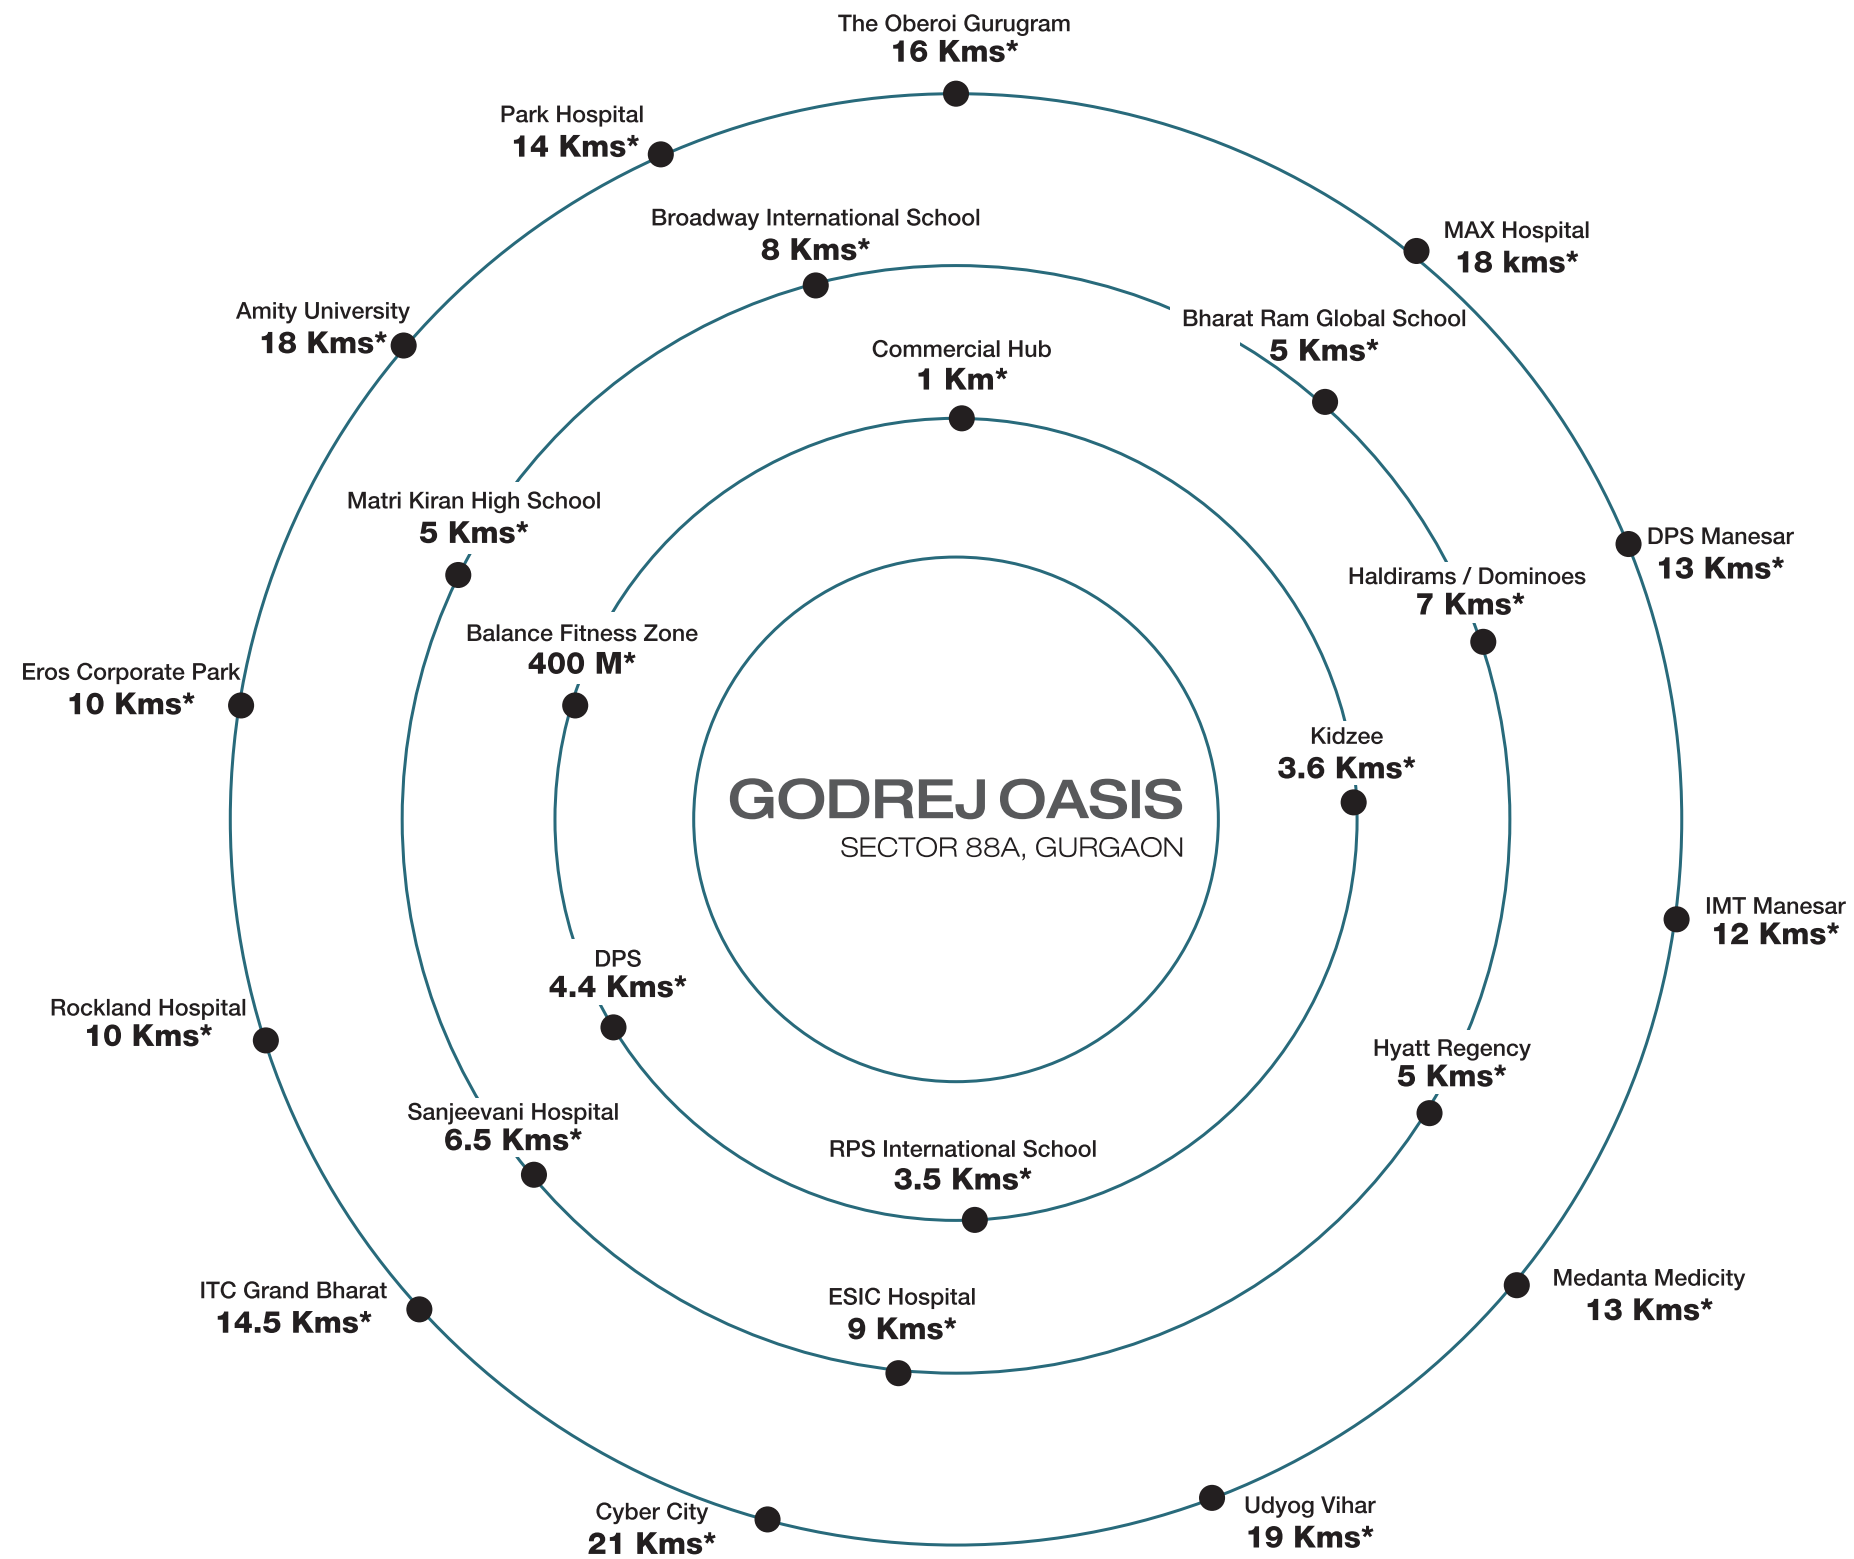 The Oberoi Gurugram
16 Kms*
Park Hospital
14 Kms*
Broadway International School
8 Kms*
MAX Hospital
18 kms*
Amity University
18 Kms*
Bharat Ram Global School
5 Kms*
Commercial Hub
1 Km*
Matri Kiran High School
5 Kms*
DPS Manesar
13 Kms*
Haldirams / Dominoes
7 Kms*
Balance Fitness Zone
400 M*
Eros Corporate Park
10 Kms*
Kidzee
3.6 Kms*
GODREJ OASIS
SECTOR 88A, GURGAON
IMT Manesar
12 Kms*
DPS
4.4 Kms*
Rockland Hospital
10 Kms*
Hyatt Regency
5 Kms*
Sanjeevani Hospital
6.5 Kms*
RPS International School
3.5 Kms*
Medanta Medicity
13 Kms*
ITC Grand Bharat
14.5 Kms*
ESIC Hospital
9 Kms*
Cyber City
21 Kms*
Udyog Vihar
19 Kms*